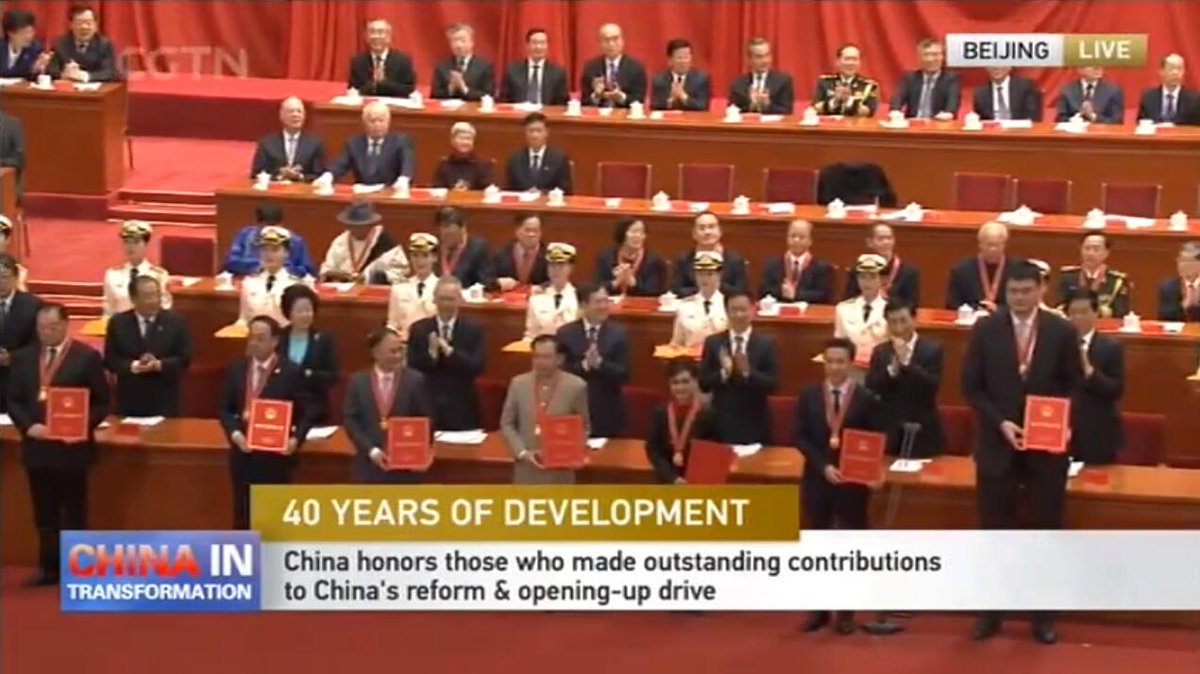 CGTN
BEIJING LIVE
40 YEARS OF DEVELOPMENT
CHINA IN
TRANSFORMATION
China honors those who made outstanding contributions
to China's reform & opening-up drive